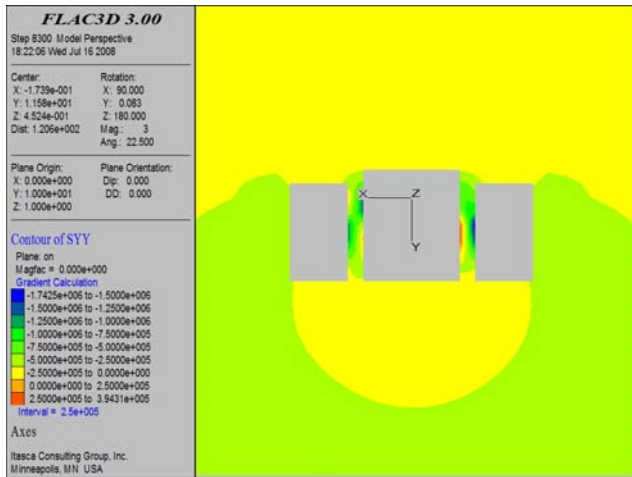 FLAC3D 3.00
Step 8300 Model Perspective
18:22:06 Wed Jul 16 2008
Center: Rotation:
X: -1.739e-001 X: 90.000
Y: 1.158e+001 Y: 0.083
Z: 4.524e-001 Z: 180.000
Dist: 1.206e+002 Mag.: 3
Ang.: 22.500
Plane Origin: Plane Orientation:
X: 0.000e+000 Dip: 0.000
Y: 1.000e+001 DD: 0.000
Z: 1.000e+000
Contour of SYY
Plane: on
Magfac = 0.000e+000
Gradient Calculation
-1.7425e+006 to -1.5000e+006
-1.5000e+006 to -1.2500e+006
-1.2500e+006 to -1.0000e+006
-1.0000e+006 to -7.5000e+005
-7.5000e+005 to -5.0000e+005
-5.0000e+005 to -2.5000e+005
-2.5000e+005 to 0.0000e+000
0.0000e+000 to 2.5000e+005
2.5000e+005 to 3.9431e+005
Interval = 2.5e+005
Axes
Itasca Consulting Group, Inc.
Minneapolis, MN USA
X Z
Y